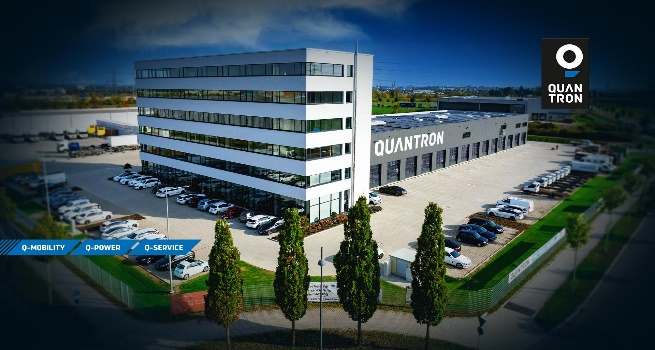 QUAN
TRON
QUANTRON
Q-MOBILITY
Q-POWER
Q-SERVICE